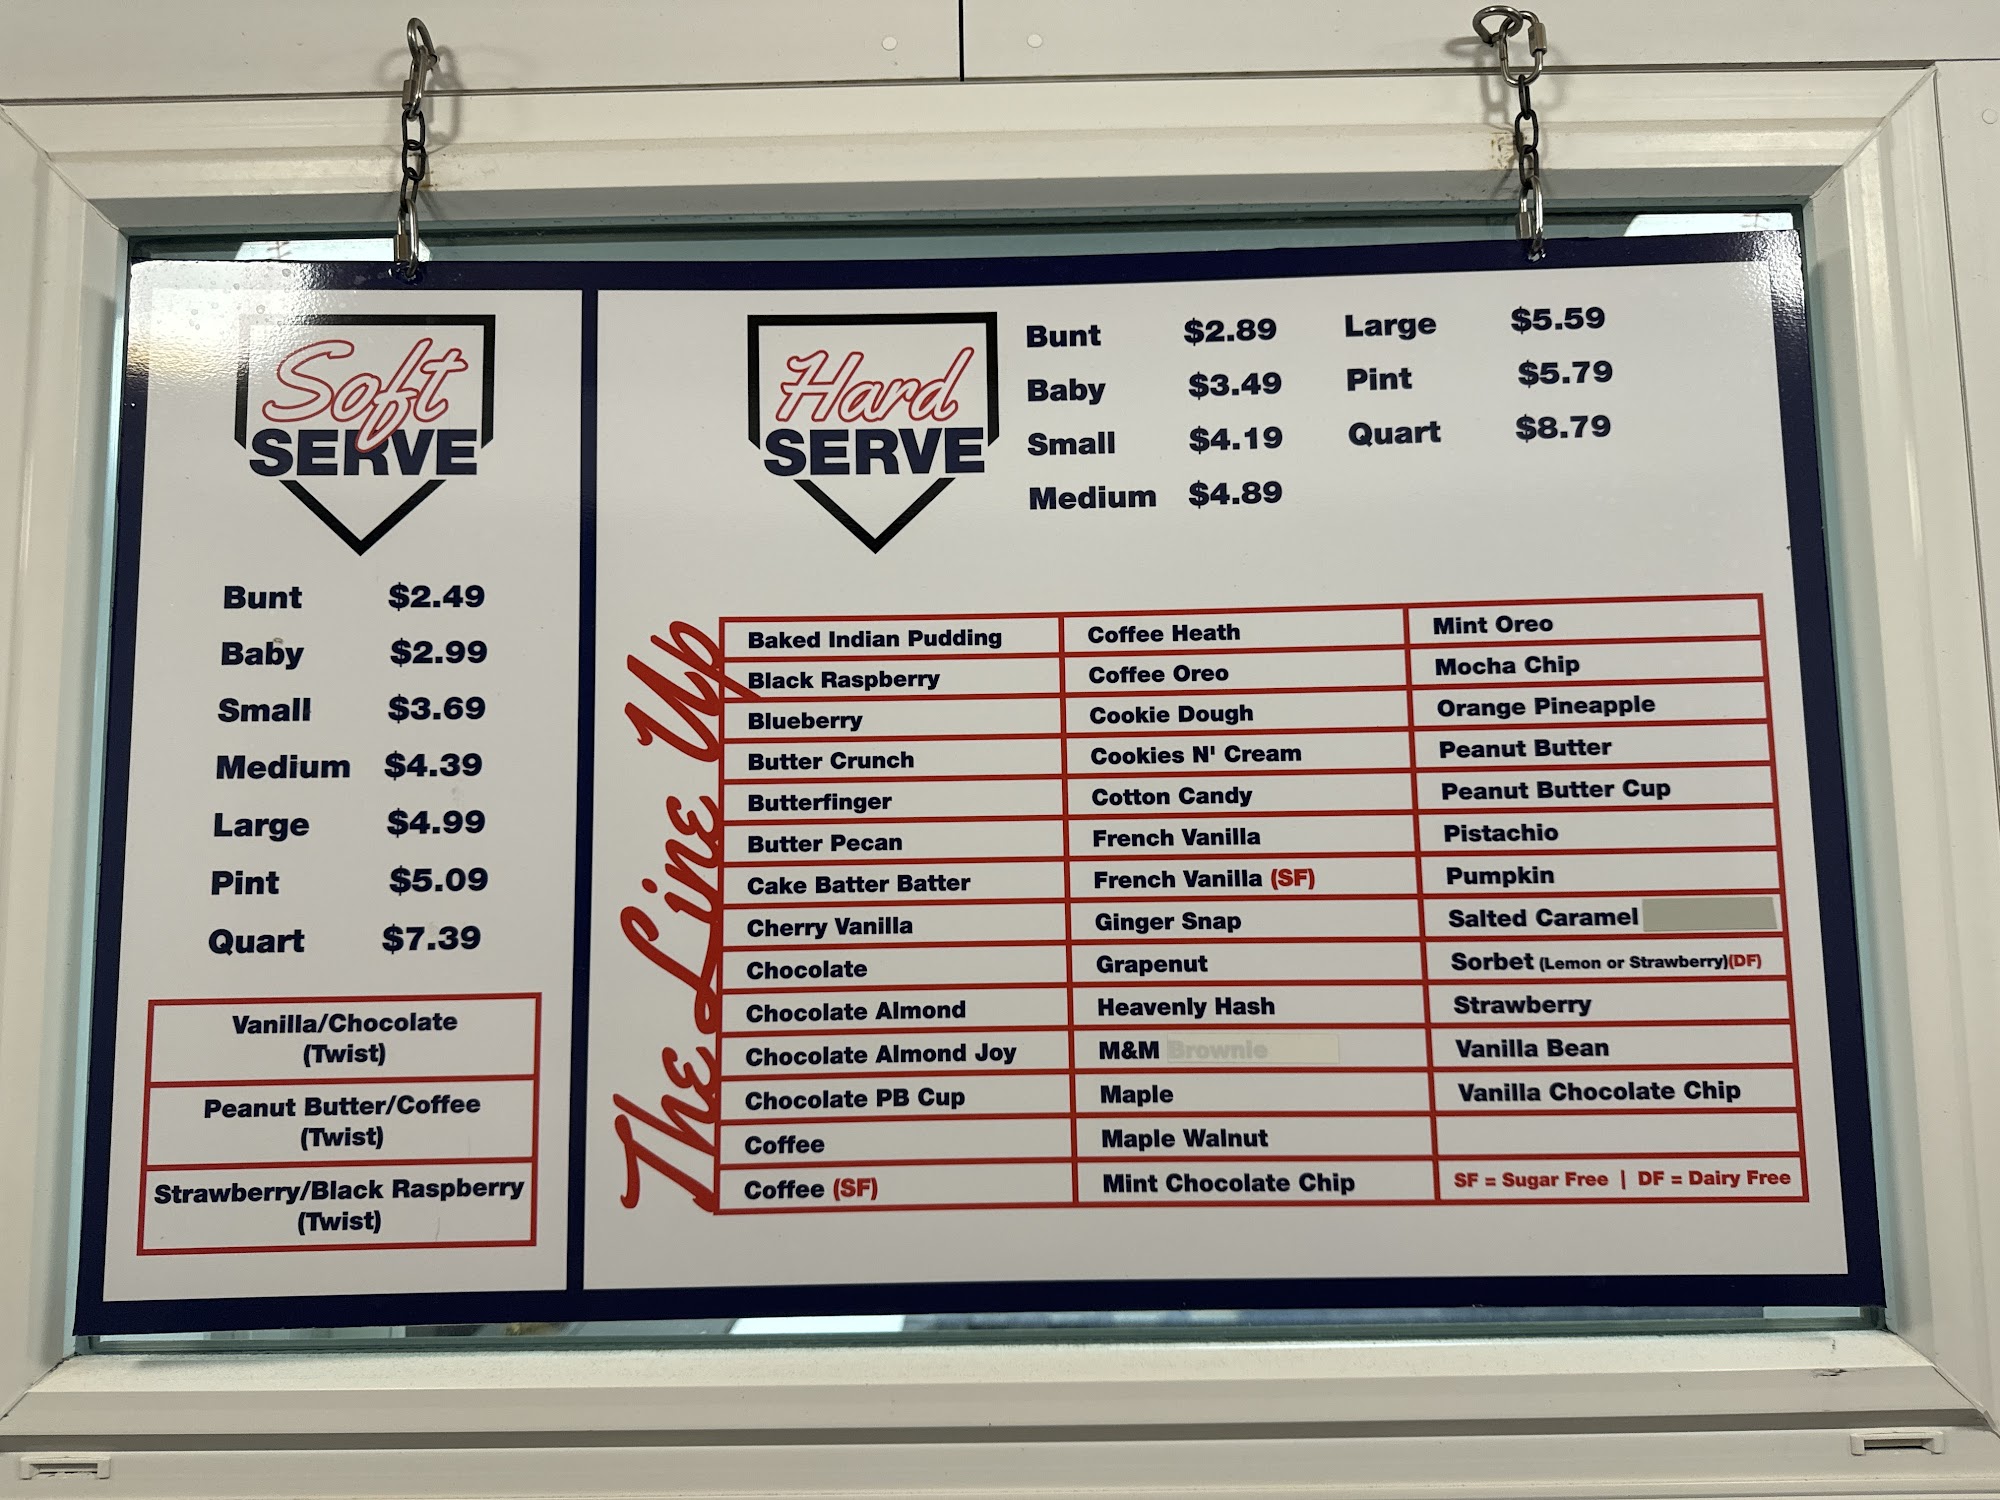 Soft
SERVE
Bunt $2.49
Baby $2.99
Small $3.69
Medium $4.39
Large $4.99
Pint $5.09
Quart $7.39
Vanilla/Chocolate
(Twist)
Peanut Butter/Coffee
(Twist)
Strawberry/Black Raspberry
(Twist)
Hard
SERVE
Bunt $2.89
Baby $3.49
Small $4.19
Medium $4.89
Large $5.59
Pint $5.79
Quart $8.79
The Line Up
Baked Indian Pudding
Black Raspberry
Blueberry
Butter Crunch
Butterfinger
Butter Pecan
Cake Batter Batter
Cherry Vanilla
Chocolate
Chocolate Almond
Chocolate Almond Joy
Chocolate PB Cup
Coffee
Coffee (SF)
Coffee Heath
Coffee Oreo
Cookie Dough
Cookies N' Cream
Cotton Candy
French Vanilla
French Vanilla (SF)
Ginger Snap
Grapenut
Heavenly Hash
M&M Brownie
Maple
Maple Walnut
Mint Chocolate Chip
Mint Oreo
Mocha Chip
Orange Pineapple
Peanut Butter
Peanut Butter Cup
Pistachio
Pumpkin
Salted Caramel
Sorbet (Lemon or Strawberry)(DF)
Strawberry
Vanilla Bean
Vanilla Chocolate Chip
SF = Sugar Free | DF = Dairy Free